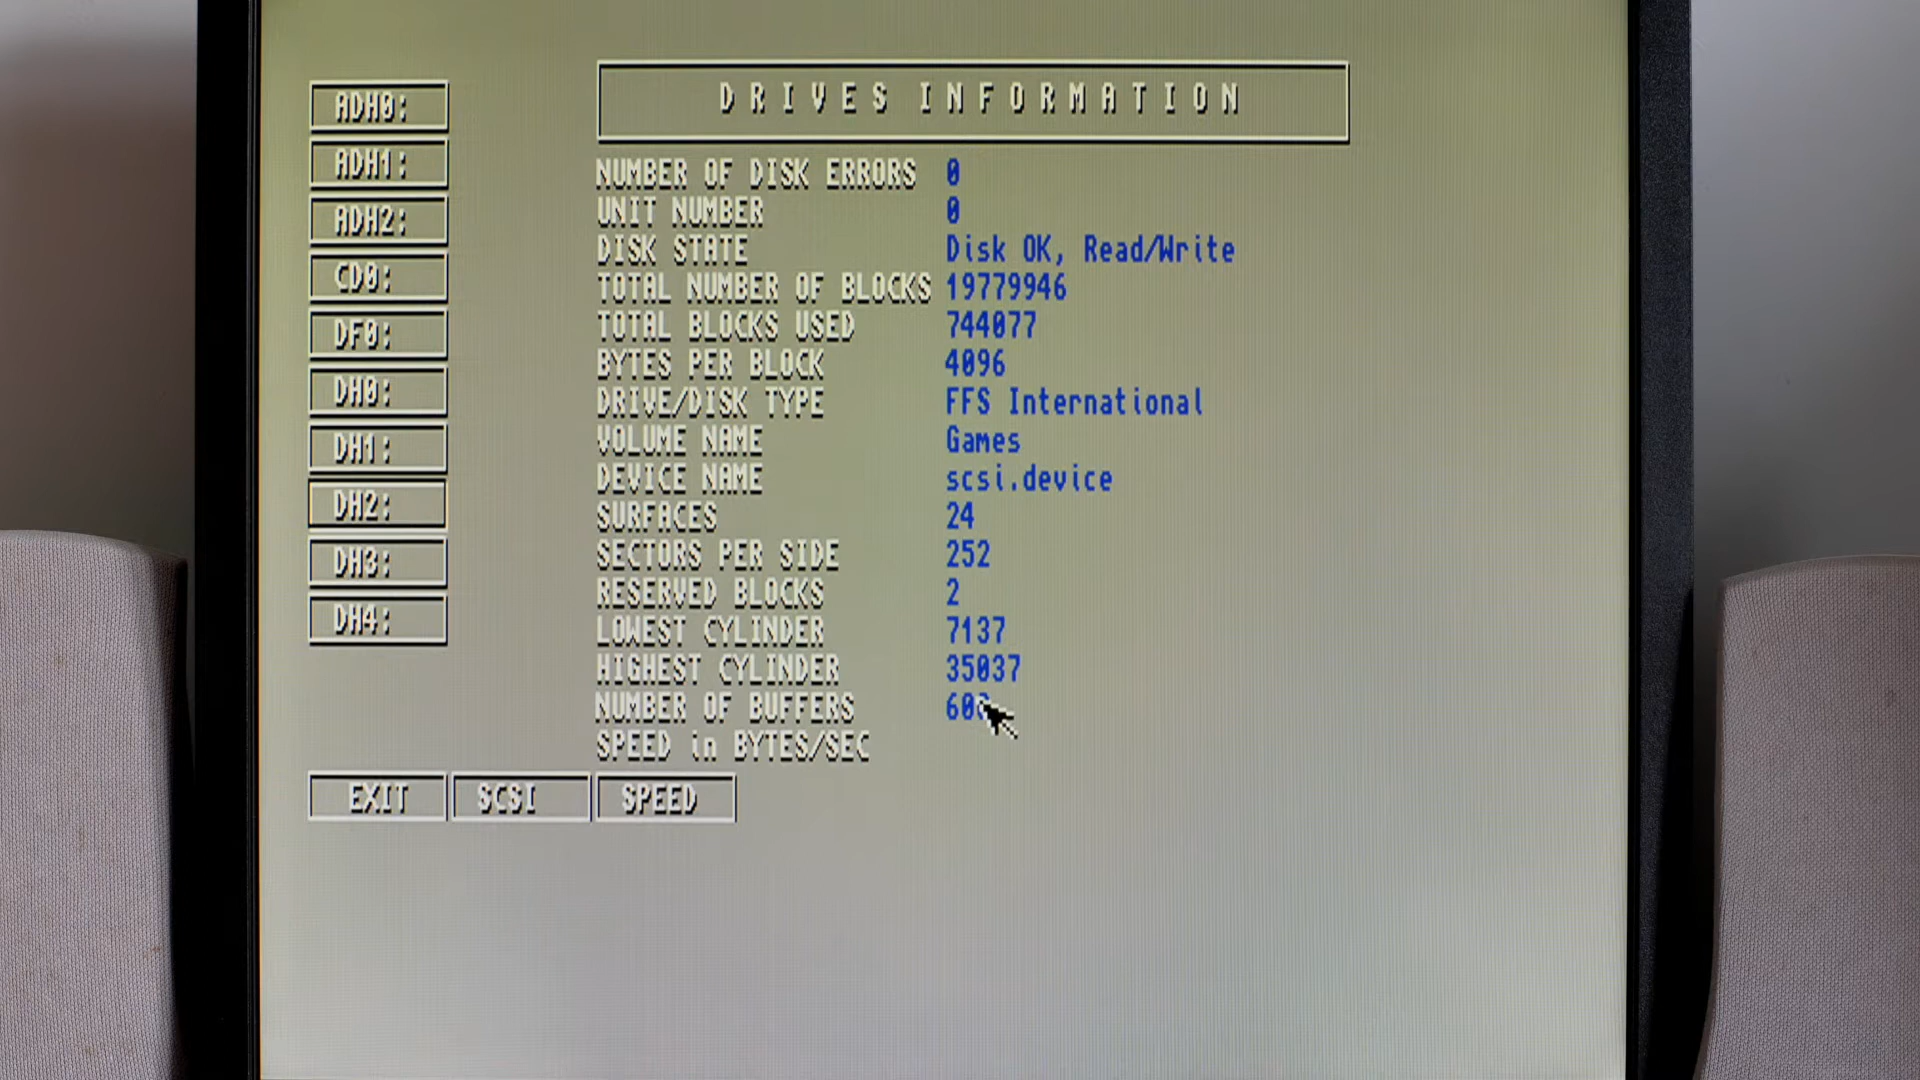 ADH0:
ADH1:
ADH2:
CD0:
DF0:
DH0:
DH1:
DH2:
DH3:
DH4:
DRIVES INFORMATION
NUMBER OF DISK ERRORS 0
UNIT NUMBER 0
DISK STATE Disk OK, Read/Write
TOTAL NUMBER OF BLOCKS 19779946
TOTAL BLOCKS USED 744077
BYTES PER BLOCK 4096
DRIVE/DISK TYPE FFS International
VOLUME NAME Games
DEVICE NAME scsi.device
SURFACES 24
SECTORS PER SIDE 252
RESERVED BLOCKS 2
LOWEST CYLINDER 7137
HIGHEST CYLINDER 35037
NUMBER OF BUFFERS
SPEED in BYTES/SEC
EXIT SCSI SPEED